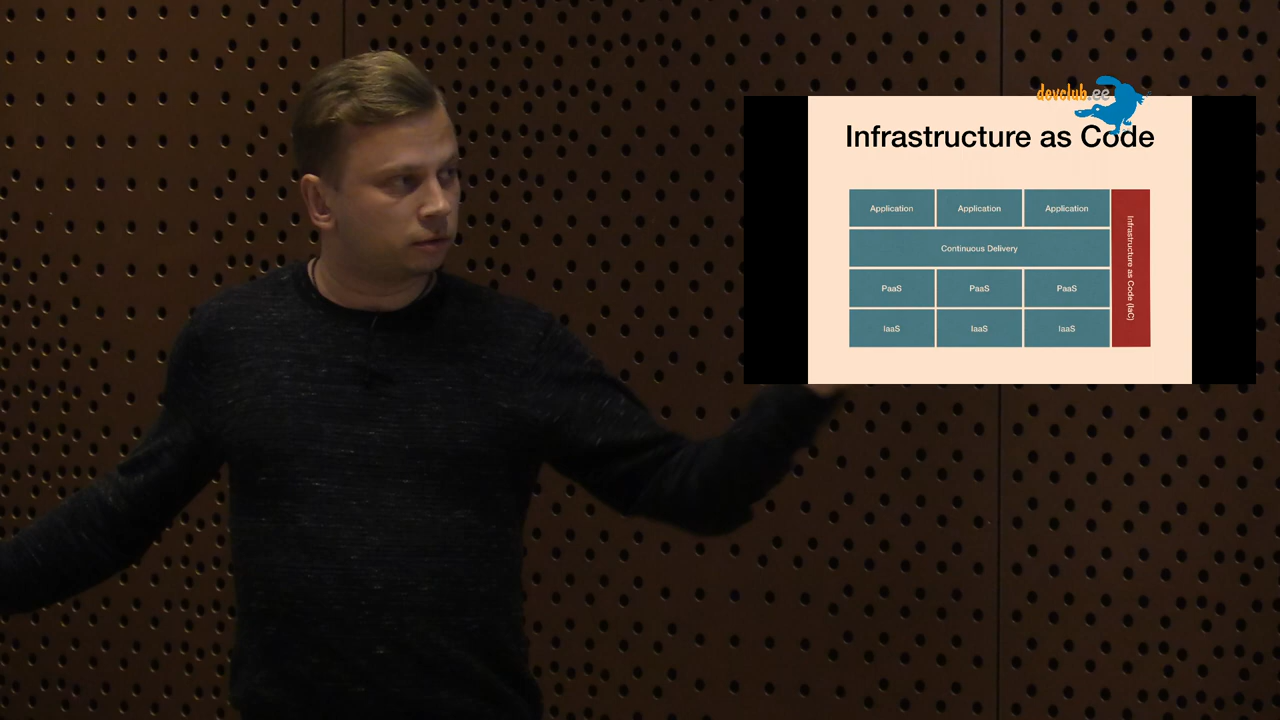 devclub.ee
Infrastructure as Code
Application Application Application
Continuous Delivery
PaaS PaaS PaaS
IaaS IaaS IaaS
Infrastructure as Code (IaC)